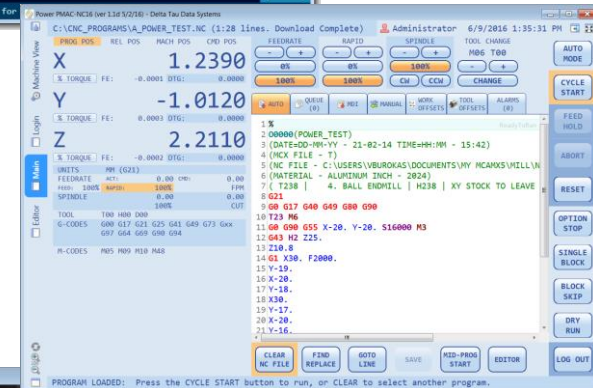 for
Power PMAC-NC16 (ver 1.1d 5/2/16) - Delta Tau Data Systems
C:\CNC_PROGRAMS\A_POWER_TEST.NC (1:28 lines. Download Complete)
Administrator 6/9/2016 1:35:31 PM
Machine View
Login
Main
Editor
PROG POS REL POS MACH POS CMD POS
X 1.2390
% TORQUE FE: -0.0001 DTG: 0.0000
Y -1.0120
% TORQUE FE: 0.0003 DTG: 0.0000
Z 2.2110
% TORQUE FE: -0.0002 DTG: 0.0000
UNITS MM (G21)
FEEDRATE ACT: 0.00 CMD: 0.00
FEED: 100% RAPID: 100% FPM
SPINDLE 0.00 0.00
100% CUT
TOOL T00 H00 D00
G-CODES G00 G17 G21 G25 G41 G49 G73 Gxx
G97 G64 G69 G90 G94
M-CODES M05 M09 M10 M48
FEEDRATE RAPID SPINDLE TOOL CHANGE
- + - + - + M06 T00
0% 0% 100% - +
100% 100% CW CCW CHANGE
AUTO QUEUE (0) MDI MANUAL WORK OFFSETS TOOL OFFSETS ALARMS (0)
1 %
2 O0000(POWER_TEST)
3 (DATE=DD-MM-YY - 21-02-14 TIME=HH:MM - 15:42)
4 (MCX FILE - T)
5 (NC FILE - C:\USERS\VBUROKAS\DOCUMENTS\MY MCAMX5\MILL\N
6 (MATERIAL - ALUMINUM INCH - 2024)
7 ( T238 | 4. BALL ENDMILL | H238 | XY STOCK TO LEAVE
8 G21
9 G0 G17 G40 G49 G80 G90
10 T23 M6
11 G0 G90 G55 X-20. Y-20. S16000 M3
12 G43 H2 Z25.
13 Z10.8
14 G1 X30. F2000.
15 Y-19.
16 X-20.
17 Y-18.
18 X30.
19 Y-17.
20 X-20.
21 Y-16.
CLEAR NC FILE
FIND REPLACE
GOTO LINE
SAVE
MID-PROG START
EDITOR
AUTO MODE
CYCLE START
FEED HOLD
ABORT
RESET
OPTION STOP
SINGLE BLOCK
BLOCK SKIP
DRY RUN
LOG OUT
PROGRAM LOADED: Press the CYCLE START button to run, or CLEAR to select another program.